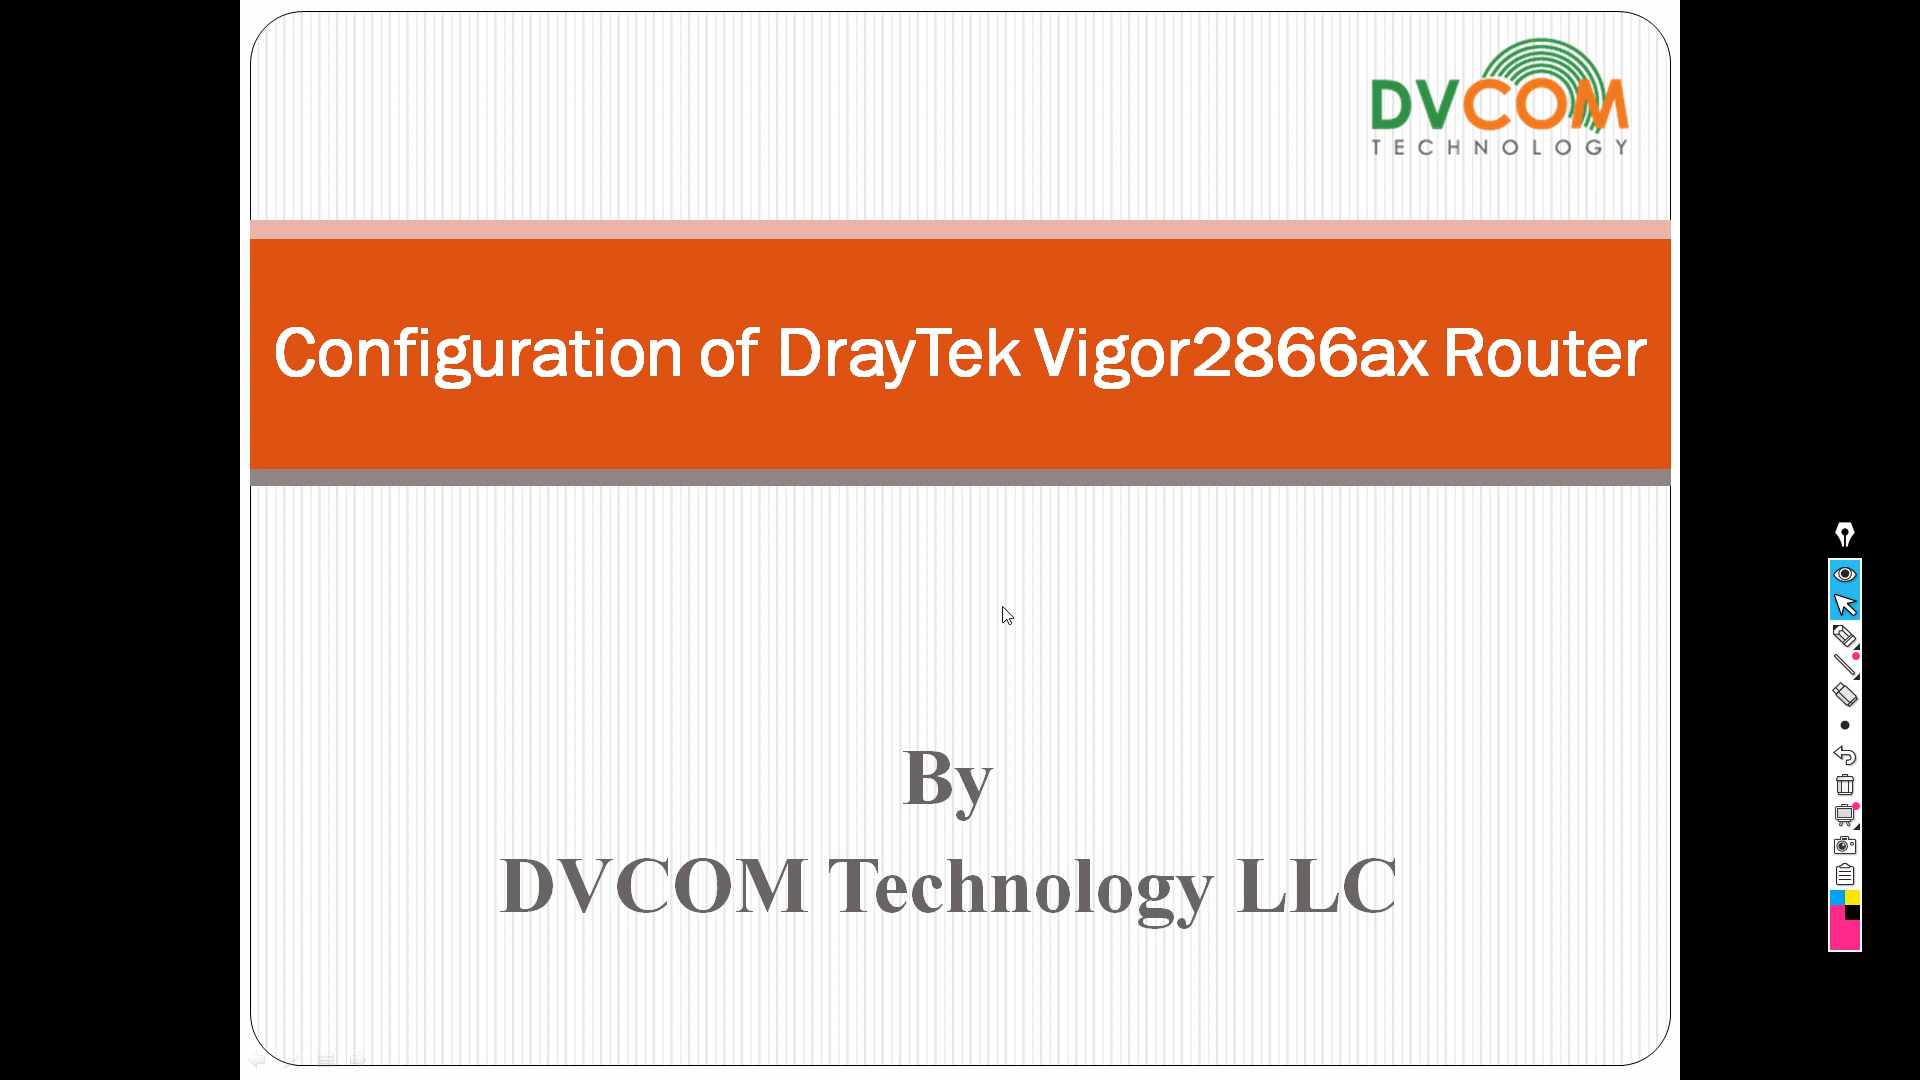 DVCOM
TECHNOLOGY
Configuration of DrayTek Vigor2866ax Router
By
DVCOM Technology LLC